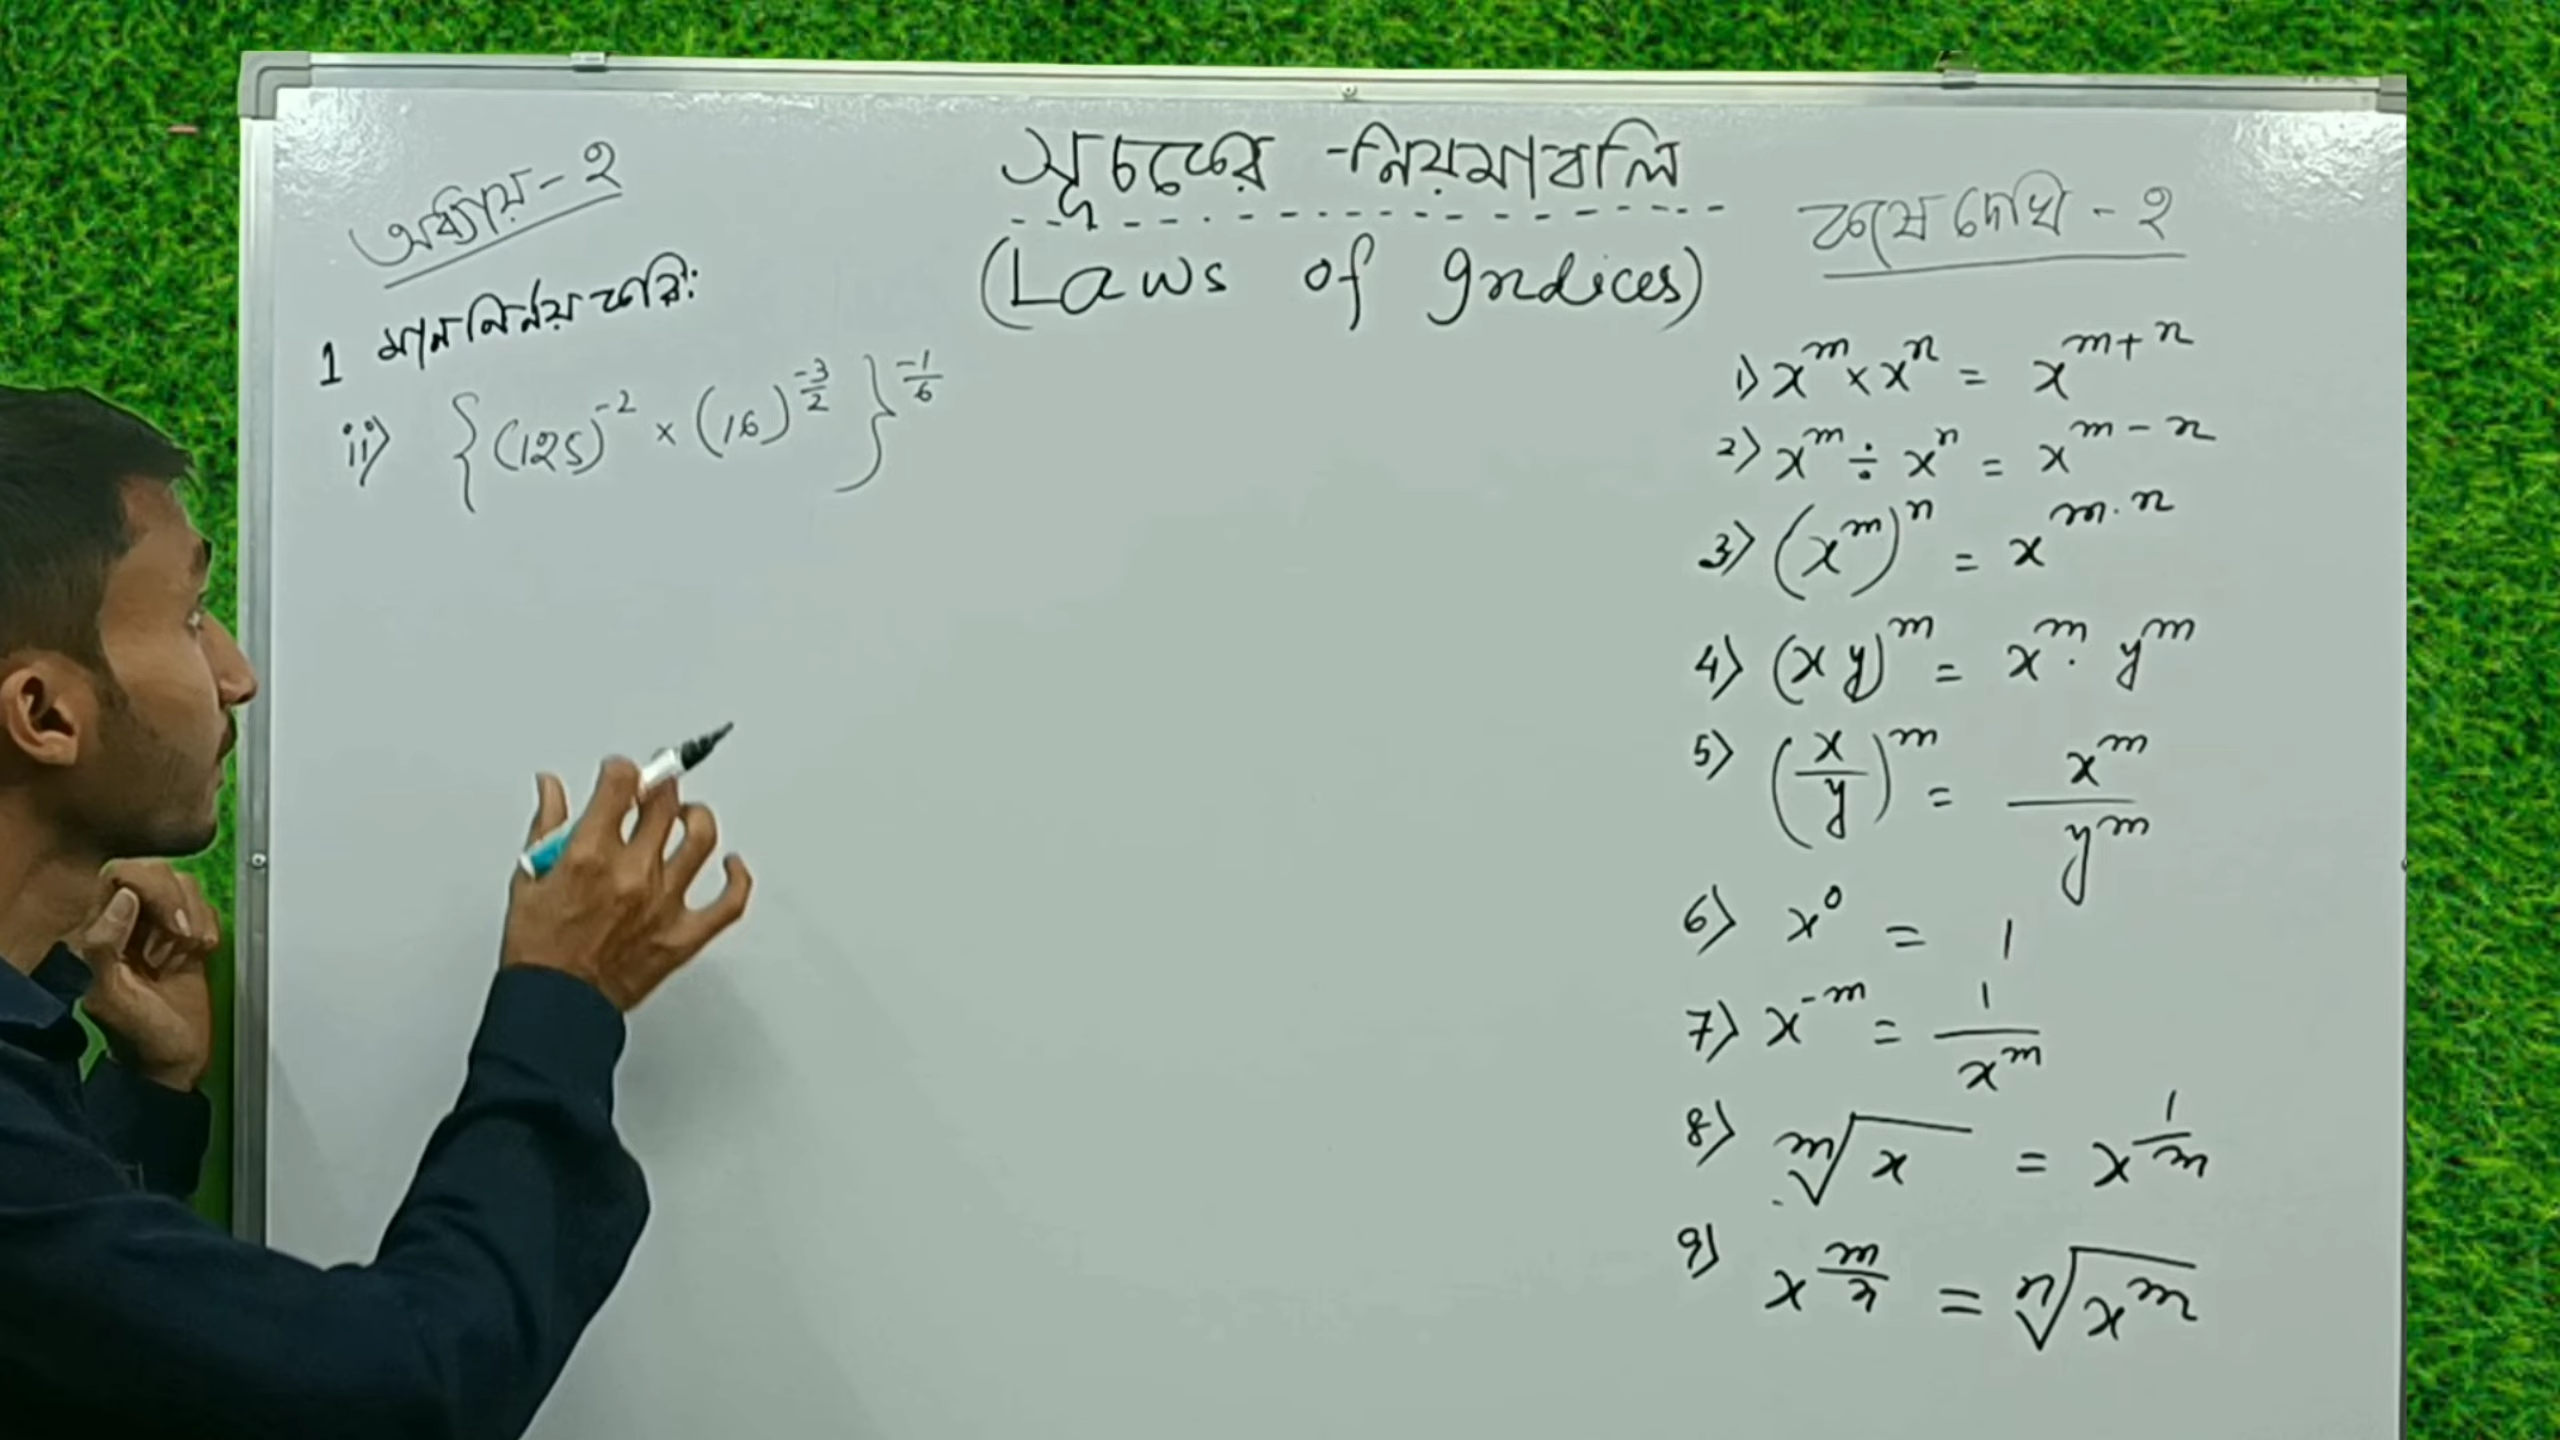 অধ্যায় - ২
সূচকের নিয়মাবলি
(Laws of Indices)
কষে দেখি - ২
1 মান নির্ণয় করি:
ii) {(125)^-2 × (16)^-3/2}^-1/6
1) x^m × x^n = x^m+n
2) x^m ÷ x^n = x^m-n
3) (x^m)^n = x^m.n
4) (xy)^m = x^m . y^m
5) (x/y)^m = x^m/y^m
6) x^0 = 1
7) x^-m = 1/x^m
8) m√x = x^1/m
9) x^m/n = n√x^m